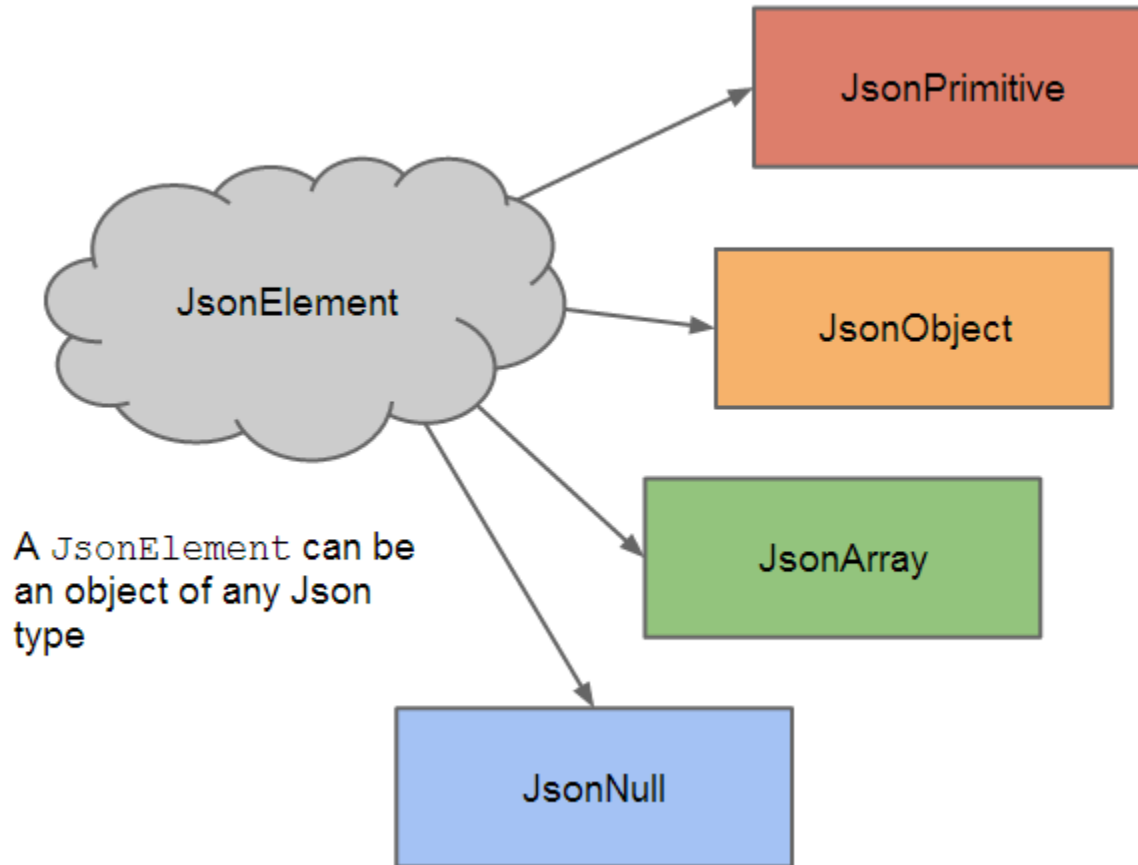 JsonPrimitive
JsonElement
JsonObject
A JsonElement can be
an object of any Json
type
JsonArray
JsonNull